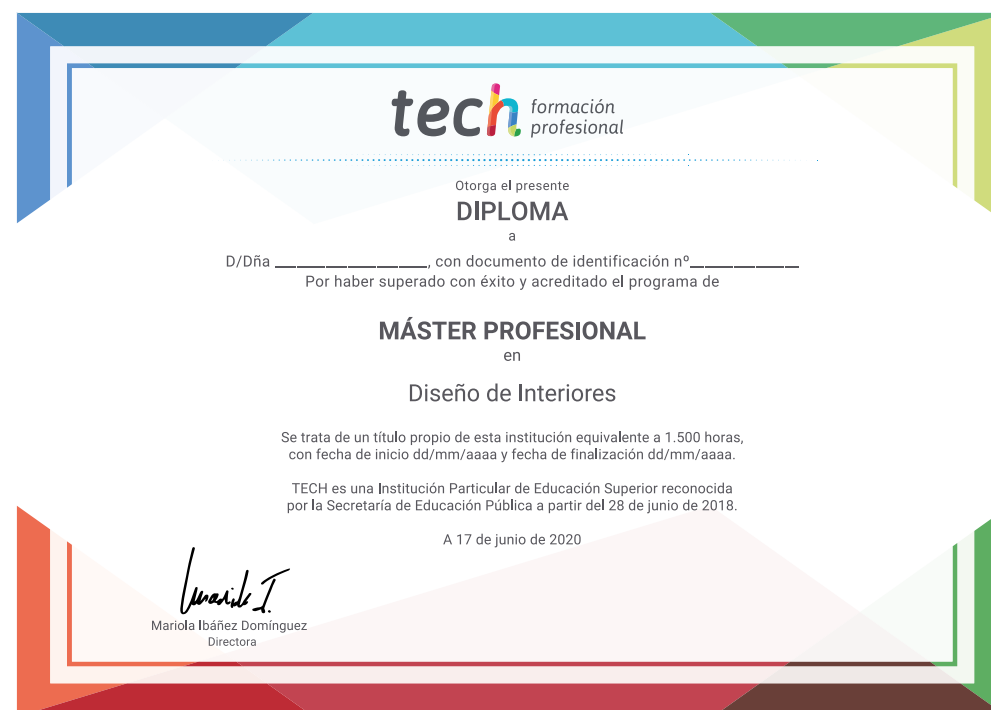 tech formación
profesional
Otorga el presente
DIPLOMA
a
D/Dña ______________, con documento de identificación nº__________
Por haber superado con éxito y acreditado el programa de
MÁSTER PROFESIONAL
en
Diseño de Interiores
Se trata de un título propio de esta institución equivalente a 1.500 horas,
con fecha de inicio dd/mm/aaaa y fecha de finalización dd/mm/aaaa.
TECH es una Institución Particular de Educación Superior reconocida
por la Secretaría de Educación Pública a partir del 28 de junio de 2018.
A 17 de junio de 2020
Mariola I.
Mariola Ibáñez Domínguez
Directora